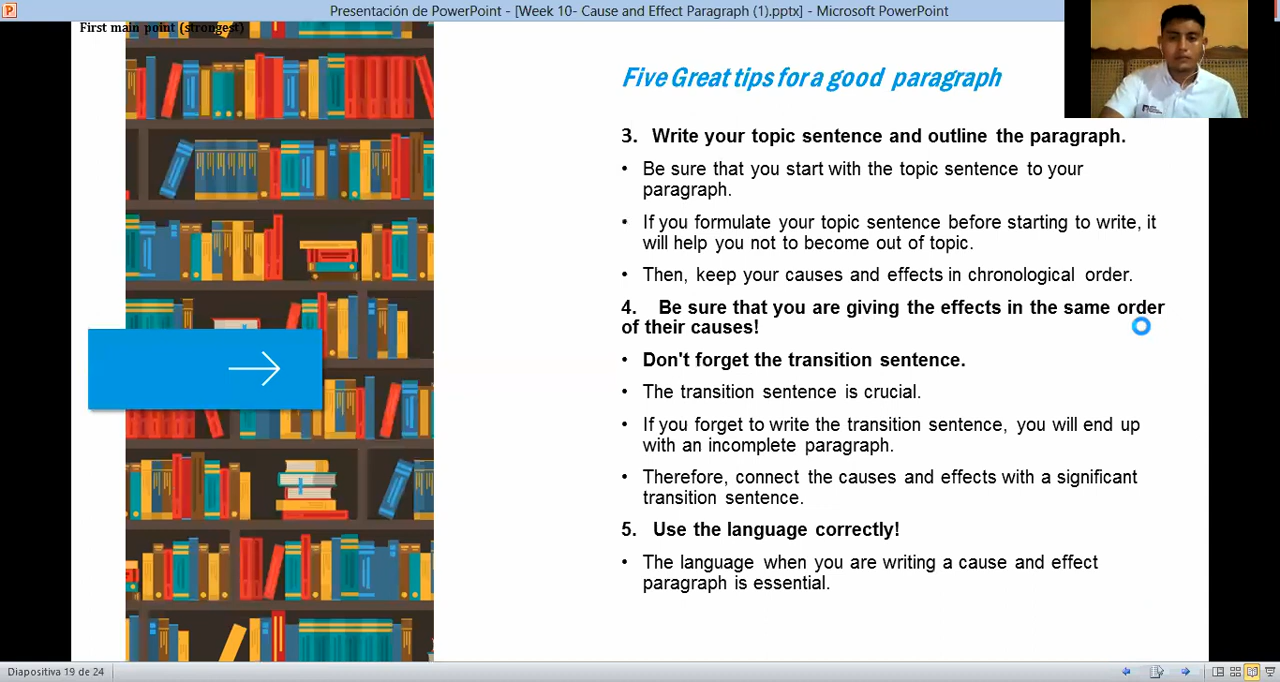 Presentación de PowerPoint - [Week 10- Cause and Effect Paragraph (1).pptx] - Microsoft PowerPoint
First main point (strongest)
Five Great tips for a good paragraph
3. Write your topic sentence and outline the paragraph.
• Be sure that you start with the topic sentence to your
paragraph.
• If you formulate your topic sentence before starting to write, it
will help you not to become out of topic.
• Then, keep your causes and effects in chronological order.
4. Be sure that you are giving the effects in the same order
of their causes!
• Don't forget the transition sentence.
• The transition sentence is crucial.
• If you forget to write the transition sentence, you will end up
with an incomplete paragraph.
• Therefore, connect the causes and effects with a significant
transition sentence.
5. Use the language correctly!
• The language when you are writing a cause and effect
paragraph is essential.
Diapositiva 19 de 24